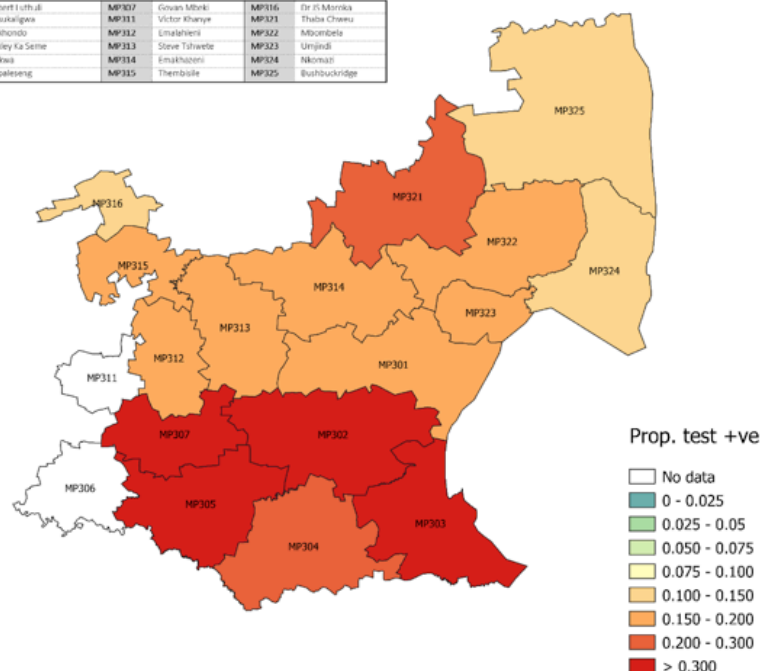 MP307 Govan Mbeki MP316 Dr JS Moroka
MP311 Victor Khanye MP321 Thaba Chweu
MP312 Emalahleni MP322 Mbombela
MP313 Steve Tshwete MP323 Umjindi
MP314 Emakhazeni MP324 Nkomazi
MP315 Thembisile MP325 Bushbuckridge
MP325
MP321
MP316
MP322
MP315
MP324
MP314
MP323
MP313
MP312
MP301
MP311
MP307
MP302
MP306
MP305
MP303
MP304
Prop. test +ve
No data
0 - 0.025
0.025 - 0.05
0.050 - 0.075
0.075 - 0.100
0.100 - 0.150
0.150 - 0.200
0.200 - 0.300
> 0.300